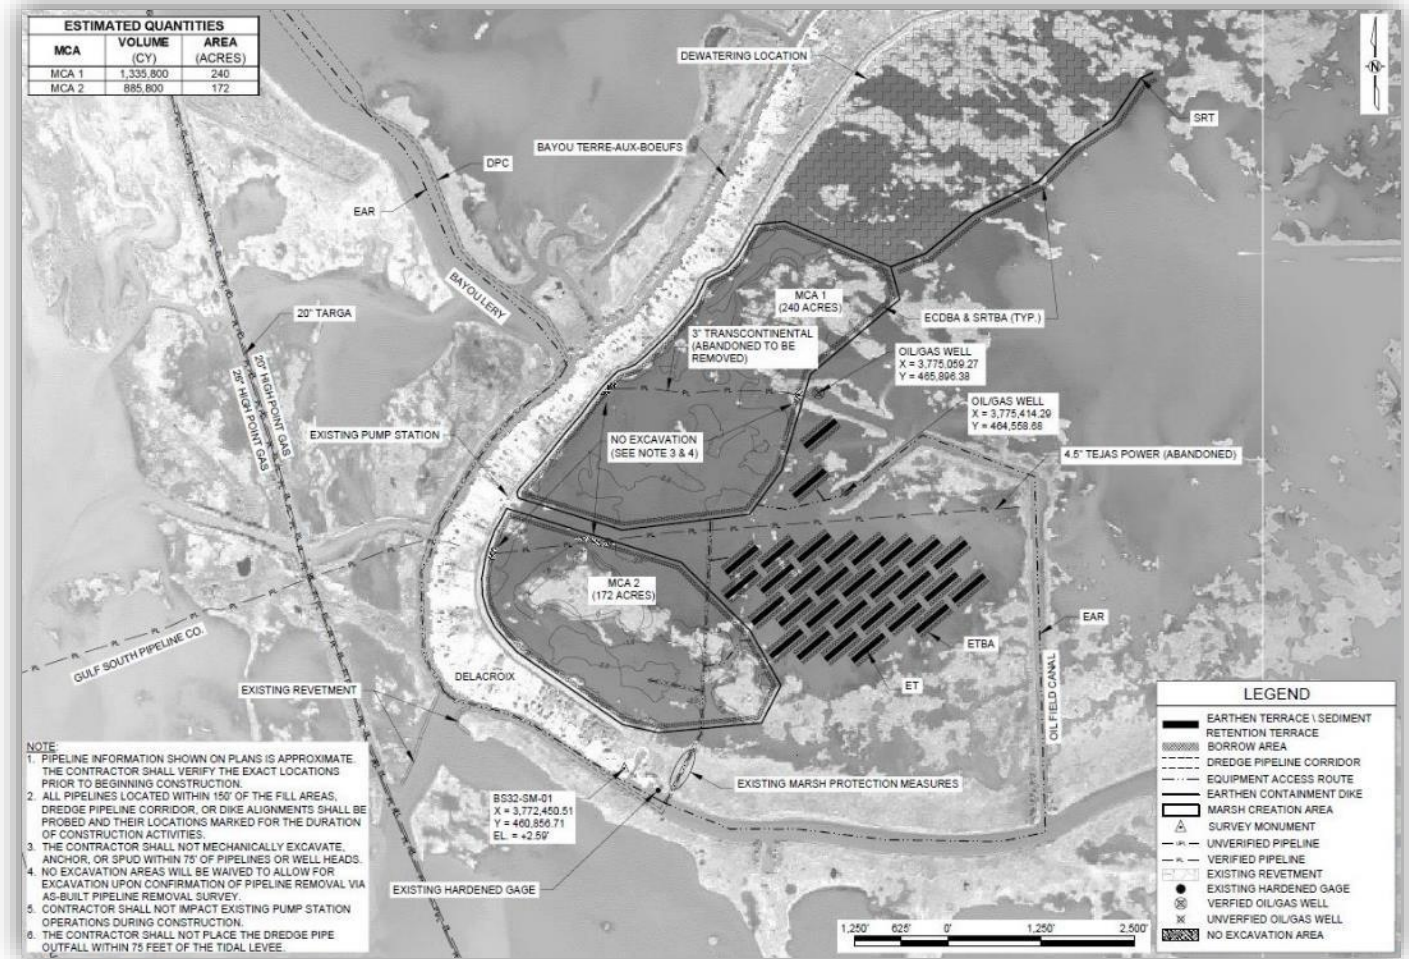 ESTIMATED QUANTITIES
MCA VOLUME (CY) AREA (ACRES)
MCA 1 1,335,800 240
MCA 2 885,800 172
DEWATERING LOCATION
N
SRT
BAYOU TERRE-AUX-BOEUFS
DPC
EAR
BAYOU LERY
20" TARGA
20" HIGH POINT GAS
26" HIGH POINT GAS
MCA 1
(240 ACRES)
ECDBA & SRTBA (TYP.)
3" TRANSCONTINENTAL
(ABANDONED TO BE
REMOVED)
OIL/GAS WELL
X = 3,775,059.27
Y = 465,896.38
OIL/GAS WELL
X = 3,775,414.29
Y = 464,558.68
EXISTING PUMP STATION
NO EXCAVATION
(SEE NOTE 3 & 4)
4.5" TEJAS POWER (ABANDONED)
MCA 2
(172 ACRES)
EAR
ETBA
ET
GULF SOUTH PIPELINE CO.
DELACROIX
OIL FIELD CANAL
EXISTING REVETMENT
EXISTING MARSH PROTECTION MEASURES
BS32-SM-01
X = 3,772,450.51
Y = 460,856.71
EL. = +2.59'
EXISTING HARDENED GAGE
NOTE:
1. PIPELINE INFORMATION SHOWN ON PLANS IS APPROXIMATE.
THE CONTRACTOR SHALL VERIFY THE EXACT LOCATIONS
PRIOR TO BEGINNING CONSTRUCTION.
2. ALL PIPELINES LOCATED WITHIN 150' OF THE FILL AREAS,
DREDGE PIPELINE CORRIDOR, OR DIKE ALIGNMENTS SHALL BE
PROBED AND THEIR LOCATIONS MARKED FOR THE DURATION
OF CONSTRUCTION ACTIVITIES.
3. THE CONTRACTOR SHALL NOT MECHANICALLY EXCAVATE,
ANCHOR, OR SPUD WITHIN 75' OF PIPELINES OR WELL HEADS.
4. NO EXCAVATION AREAS WILL BE WAIVED TO ALLOW FOR
EXCAVATION UPON CONFIRMATION OF PIPELINE REMOVAL VIA
AS-BUILT PIPELINE REMOVAL SURVEY.
5. CONTRACTOR SHALL NOT IMPACT EXISTING PUMP STATION
OPERATIONS DURING CONSTRUCTION.
6. THE CONTRACTOR SHALL NOT PLACE THE DREDGE PIPE
OUTFALL WITHIN 75 FEET OF THE TIDAL LEVEE.
1,250' 625' 0' 1,250' 2,500'
LEGEND
EARTHEN TERRACE \ SEDIMENT
RETENTION TERRACE
BORROW AREA
DREDGE PIPELINE CORRIDOR
EQUIPMENT ACCESS ROUTE
EARTHEN CONTAINMENT DIKE
MARSH CREATION AREA
SURVEY MONUMENT
UNVERIFIED PIPELINE
VERIFIED PIPELINE
EXISTING REVETMENT
EXISTING HARDENED GAGE
VERFIED OIL/GAS WELL
UNVERFIED OIL/GAS WELL
NO EXCAVATION AREA